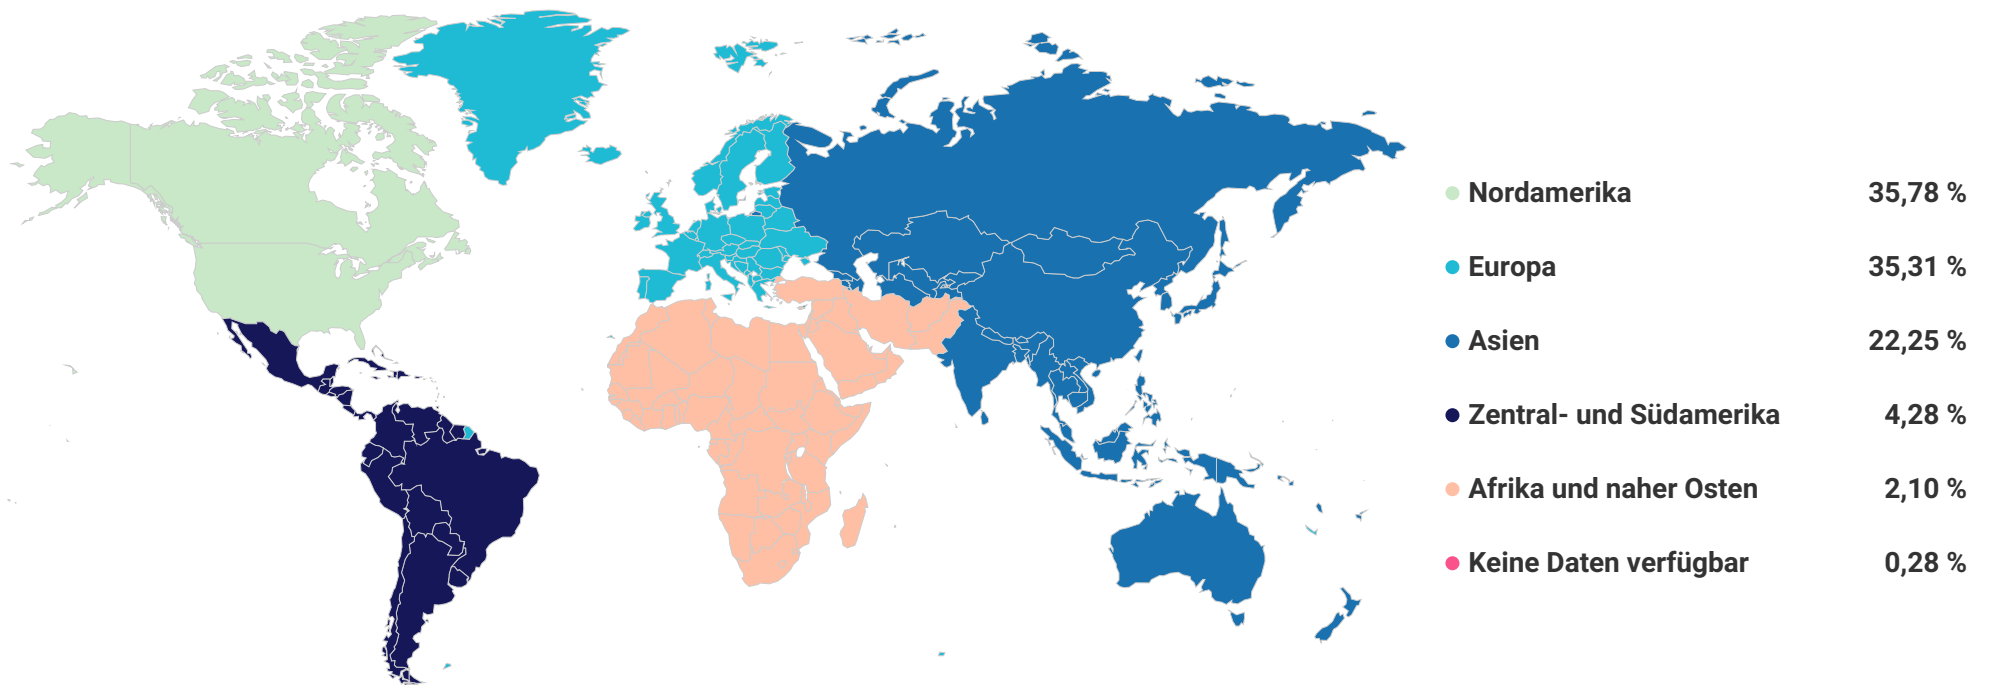 Nordamerika 35,78 %
Europa 35,31 %
Asien 22,25 %
Zentral- und Südamerika 4,28 %
Afrika und naher Osten 2,10 %
Keine Daten verfügbar 0,28 %